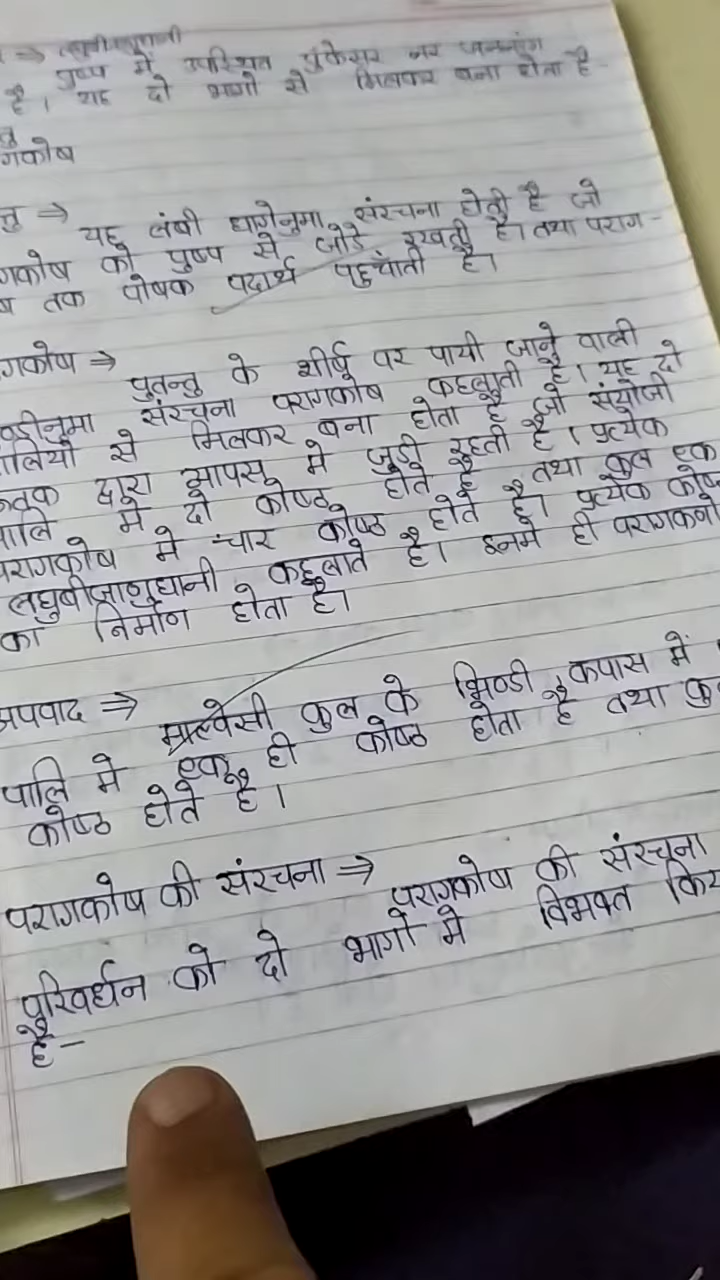 ⇒
पुष्प में उपस्थित पुंकेसर नर जननांग
है। यह दो भागो से मिलकर बना होता है-
गकोष
⇒
यह लंबी धागेनुमा संरचना होती है जो
गकोष को पुष्प से जोडे रखती है। तथा पराग-
ष तक पोषक पदार्थ पहुचाती है।
गकोष ⇒
पुतन्तु के शीर्ष पर पायी जाने वाली
ण्डीनुमा संरचना परागकोष कहलाती है। यह दो
पालियो से मिलकर बना होता है जो संयोजी
ऊतक द्वारा आपस मे जुडी रहती है। प्रत्येक
पालि मे दो कोष्ठ होते है तथा कुल एक
परागकोष मे चार कोष्ठ होते है। प्रत्येक कोष्ठ
लघुबीजाणुधानी कहलाते है। इनमे ही परागकणो
का निर्माण होता है।
अपवाद ⇒
माल्वेसी कुल के भिण्डी, कपास में
पालि मे एक ही कोष्ठ होता है तथा कु
कोष्ठ होते है।
परागकोष की संरचना ⇒
परागकोष की संरचना
परिवर्धन को दो भागो मे विभक्त किय
है-